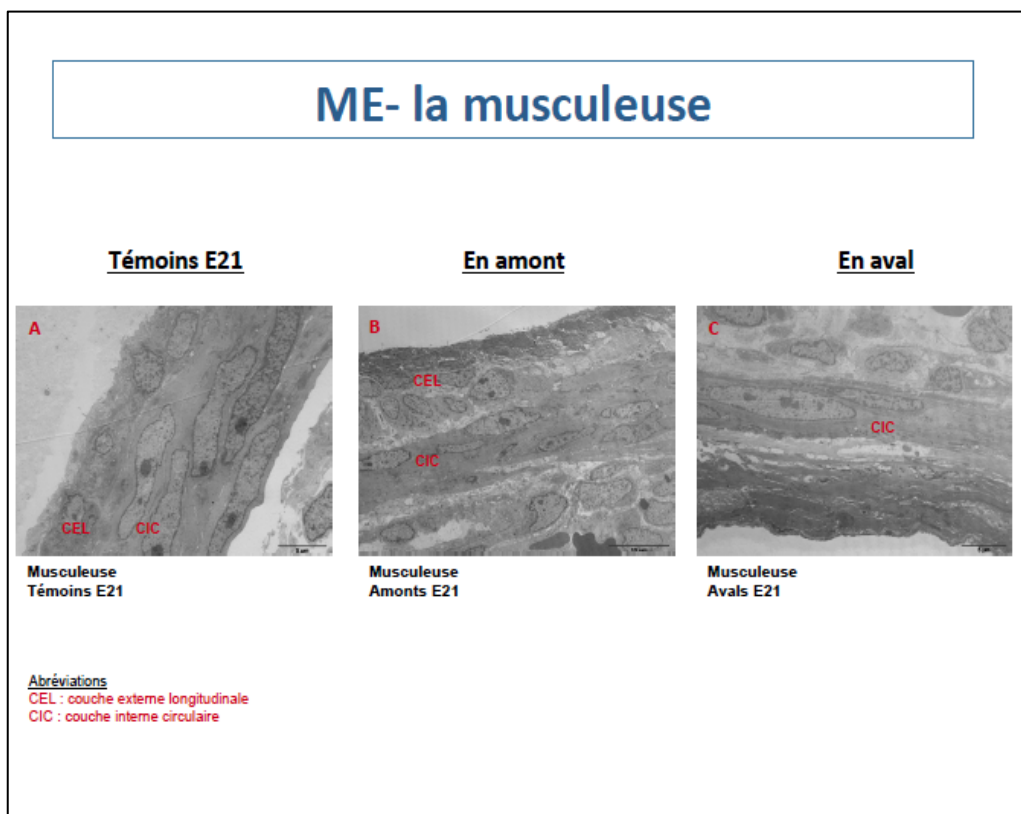 ME- la musculeuse
Témoins E21
En amont
En aval
A
CEL
CIC
B
CEL
CIC
C
CIC
Musculeuse
Témoins E21
Musculeuse
Amonts E21
Musculeuse
Avals E21
Abréviations
CEL : couche externe longitudinale
CIC : couche interne circulaire